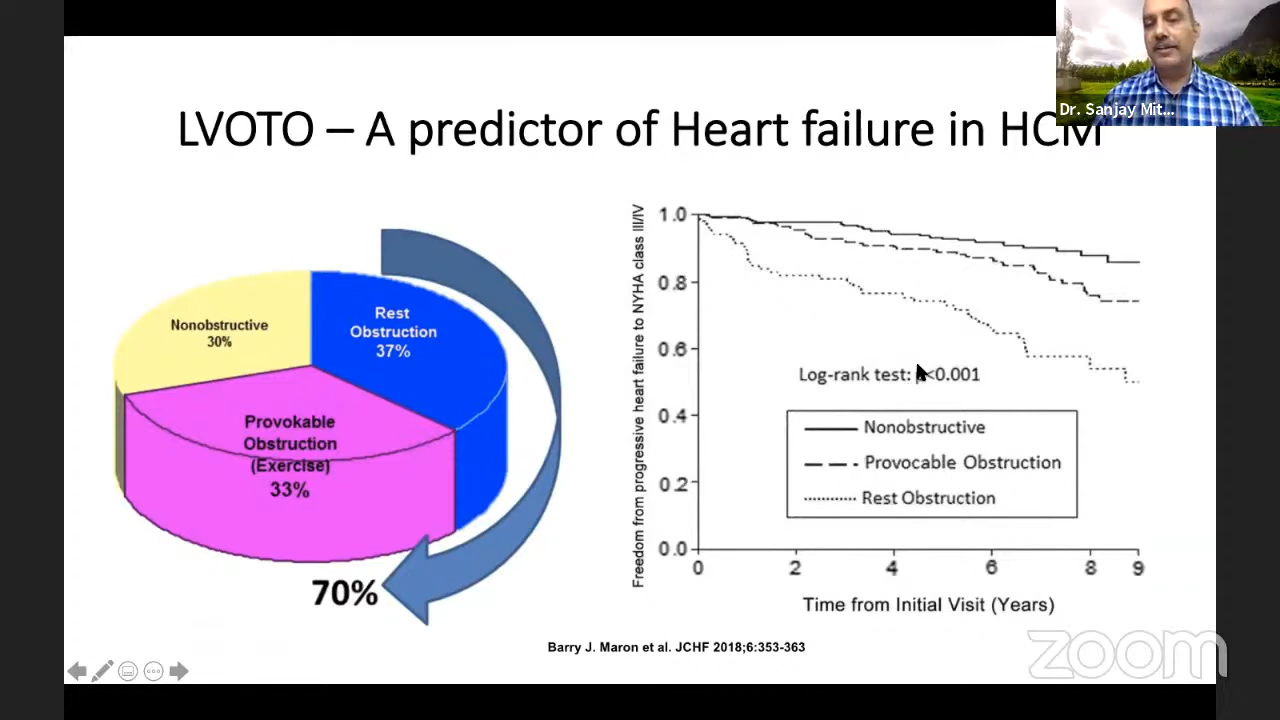 Dr. Sanjay Mit...
LVOTO – A predictor of Heart failure in HCM
Nonobstructive
30%
Rest
Obstruction
37%
Provokable
Obstruction
(Exercise)
33%
70%
Freedom from progressive heart failure to NYHA class III/IV
1.0
0.8
0.6
0.4
0.2
0.0
Log-rank test: p<0.001
Nonobstructive
Provocable Obstruction
Rest Obstruction
0 2 4 6 8 9
Time from Initial Visit (Years)
Barry J. Maron et al. JCHF 2018;6:353-363
zoom